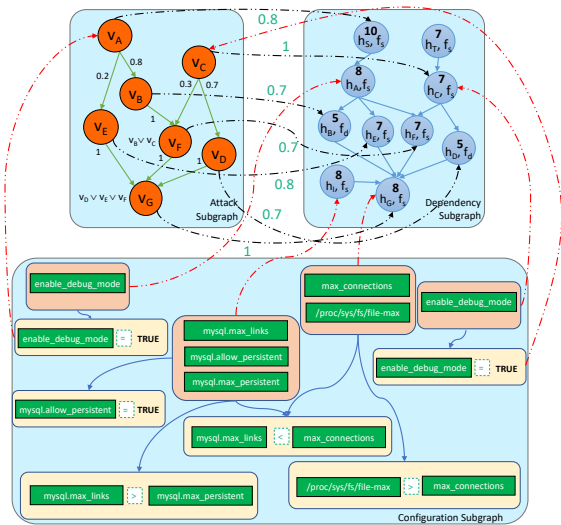 0.8
V_A
10
h_S, f_s
7
h_T, f_s
1
V_C
0.2
0.8
0.3
0.7
8
h_A, f_s
7
h_C, f_s
V_B
0.7
1
1
5
h_B, f_d
7
h_E, f_s
7
h_F, f_s
V_E
V_B ∨ V_C
V_F
V_D
5
h_D, f_d
0.7
1
1
1
0.8
8
h_I, f_s
8
h_G, f_s
V_D ∨ V_E ∨ V_F
V_G
Attack
Subgraph
0.7
Dependency
Subgraph
1
enable_debug_mode
max_connections
/proc/sys/fs/file-max
enable_debug_mode
enable_debug_mode = TRUE
mysql.max_links
mysql.allow_persistent
mysql.max_persistent
enable_debug_mode = TRUE
mysql.allow_persistent = TRUE
mysql.max_links < max_connections
mysql.max_links > mysql.max_persistent
/proc/sys/fs/file-max > max_connections
Configuration Subgraph